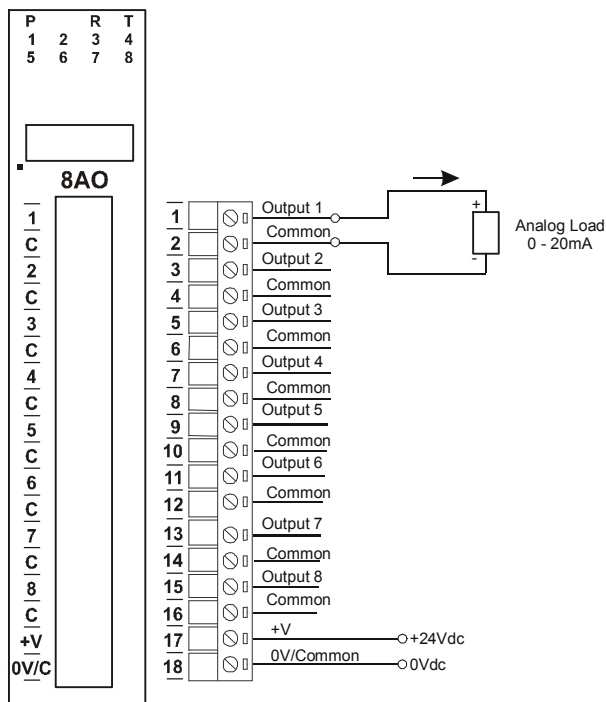 P R T
1 2 3 4
5 6 7 8
8AO
1
C
2
C
3
C
4
C
5
C
6
C
7
C
8
C
+V
0V/C
1 Output 1
2 Common
3 Output 2
4 Common
5 Output 3
6 Common
7 Output 4
8 Common
9 Output 5
10 Common
11 Output 6
12 Common
13 Output 7
14 Common
15 Output 8
16 Common
17 +V +24Vdc
18 0V/Common 0Vdc
+
-
Analog Load
0 - 20mA